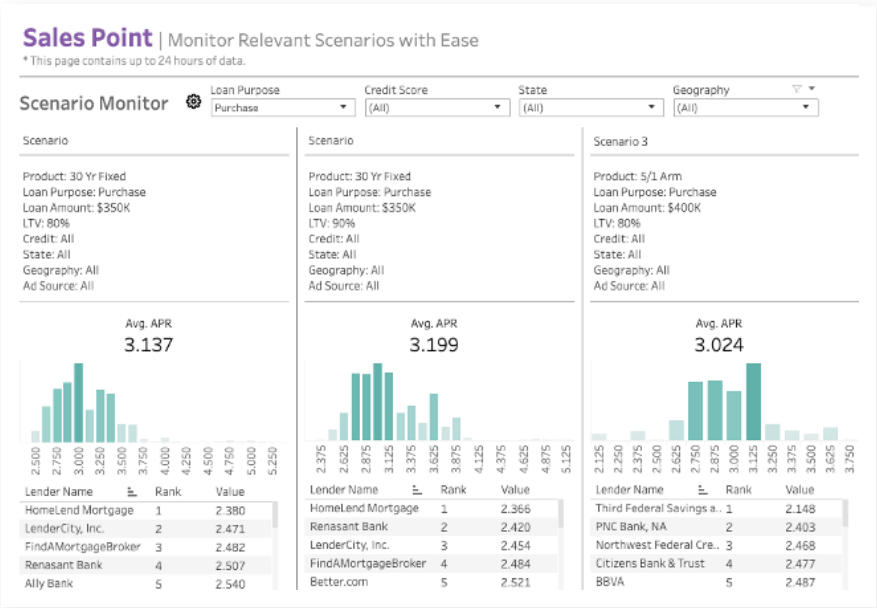 Sales Point | Monitor Relevant Scenarios with Ease
* This page contains up to 24 hours of data.
Scenario Monitor
Loan Purpose
Purchase
Credit Score
(All)
State
(All)
Geography
(All)
Scenario
Product: 30 Yr Fixed
Loan Purpose: Purchase
Loan Amount: $350K
LTV: 80%
Credit: All
State: All
Geography: All
Ad Source: All
Avg. APR
3.137
2.500 2.750 3.000 3.250 3.500 3.750 4.000 4.250 4.500 4.750 5.000 5.250
Lender Name Rank Value
HomeLend Mortgage 1 2.380
LenderCity, Inc. 2 2.471
FindAMortgageBroker 3 2.482
Renasant Bank 4 2.507
Ally Bank 5 2.540
Scenario
Product: 30 Yr Fixed
Loan Purpose: Purchase
Loan Amount: $350K
LTV: 90%
Credit: All
State: All
Geography: All
Ad Source: All
Avg. APR
3.199
2.375 2.625 2.875 3.125 3.375 3.625 3.875 4.125 4.375 4.625 4.875 5.125
Lender Name Rank Value
HomeLend Mortgage 1 2.366
Renasant Bank 2 2.420
LenderCity, Inc. 3 2.454
FindAMortgageBroker 4 2.484
Better.com 5 2.521
Scenario 3
Product: 5/1 Arm
Loan Purpose: Purchase
Loan Amount: $400K
LTV: 80%
Credit: All
State: All
Geography: All
Ad Source: All
Avg. APR
3.024
2.125 2.250 2.375 2.500 2.625 2.750 2.875 3.000 3.125 3.250 3.375 3.500 3.625 3.750
Lender Name Rank Value
Third Federal Savings a.. 1 2.148
PNC Bank, NA 2 2.403
Northwest Federal Cre.. 3 2.468
Citizens Bank & Trust 4 2.477
BBVA 5 2.487